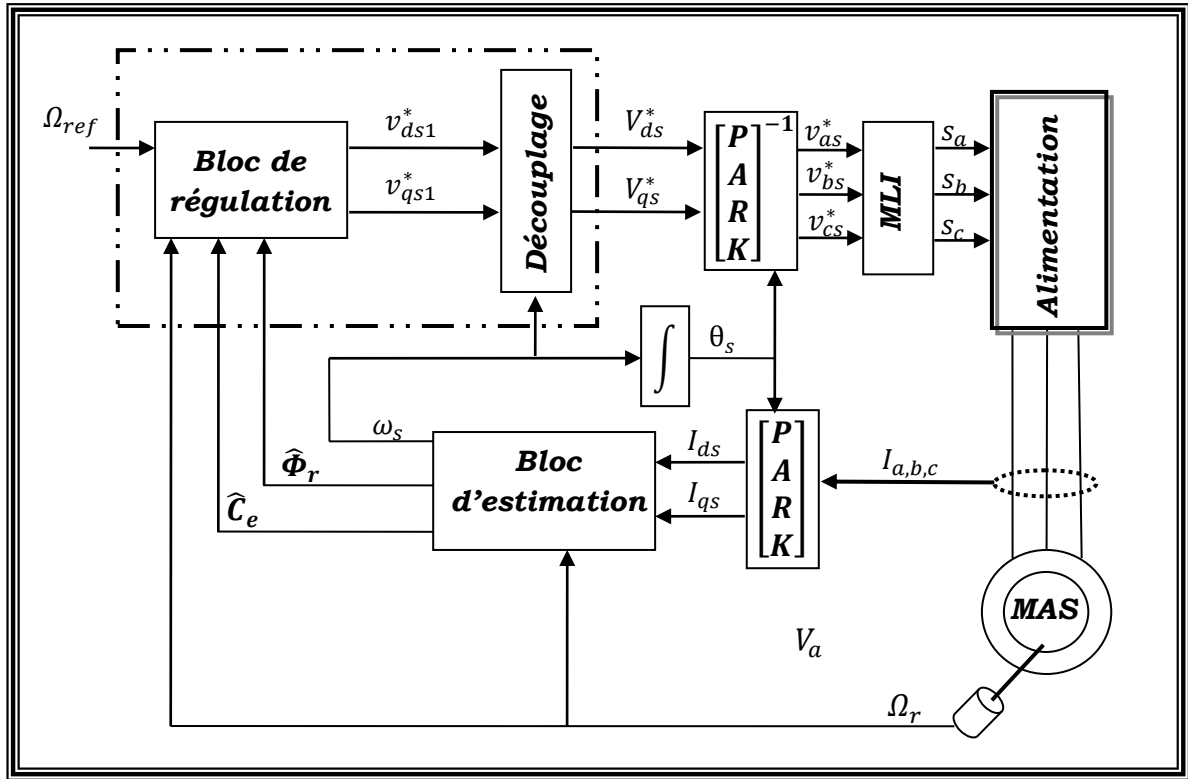 Ω_ref
Bloc de
régulation
v*_ds1
v*_qs1
Découplage
V*_ds
V*_qs
[P A R K]^-1
v*_as
v*_bs
v*_cs
MLI
s_a
s_b
s_c
Alimentation
∫
θ_s
ω_s
Φ̂_r
Ĉ_e
Bloc
d'estimation
I_ds
I_qs
[P A R K]
I_a,b,c
MAS
V_a
Ω_r